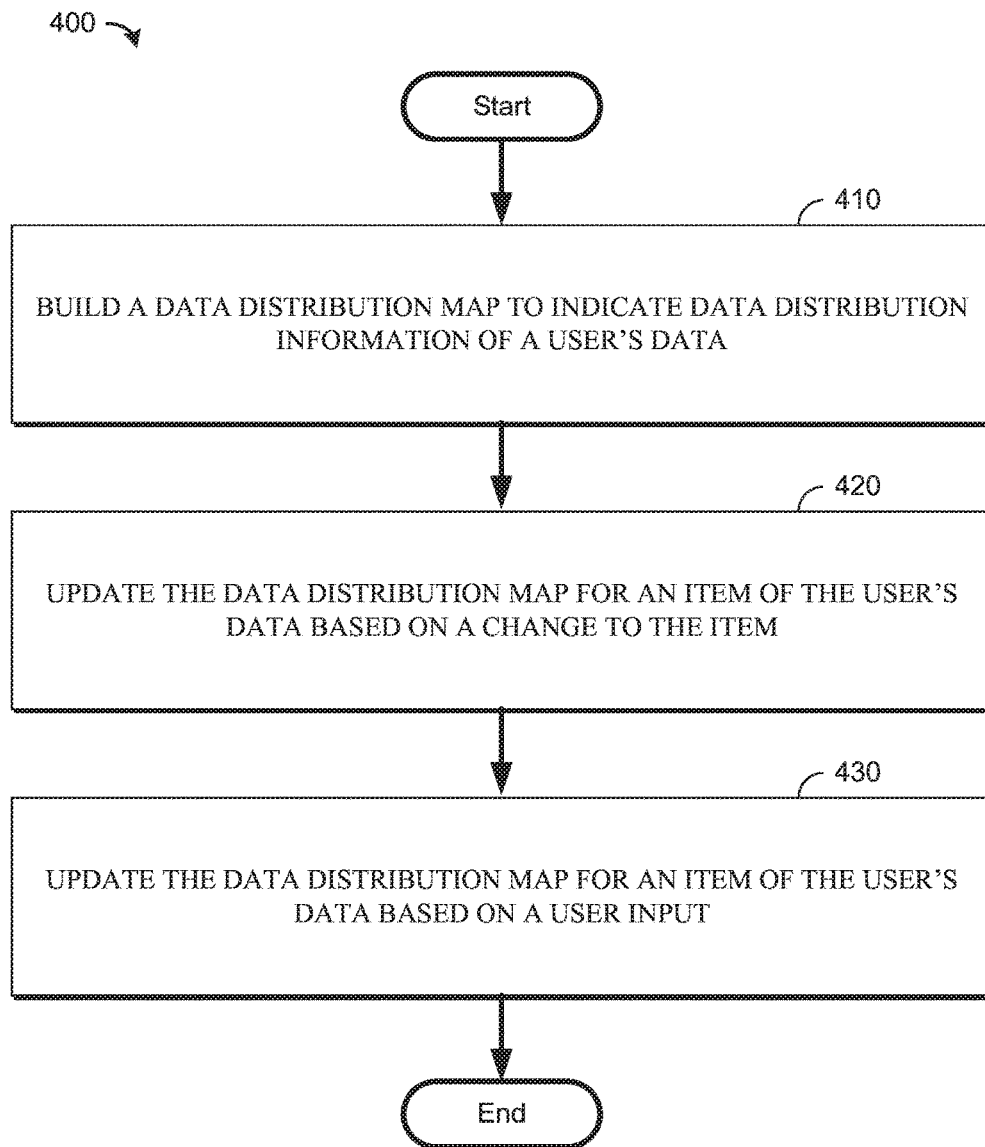 400
Start
410
BUILD A DATA DISTRIBUTION MAP TO INDICATE DATA DISTRIBUTION
INFORMATION OF A USER'S DATA
420
UPDATE THE DATA DISTRIBUTION MAP FOR AN ITEM OF THE USER'S
DATA BASED ON A CHANGE TO THE ITEM
430
UPDATE THE DATA DISTRIBUTION MAP FOR AN ITEM OF THE USER'S
DATA BASED ON A USER INPUT
End